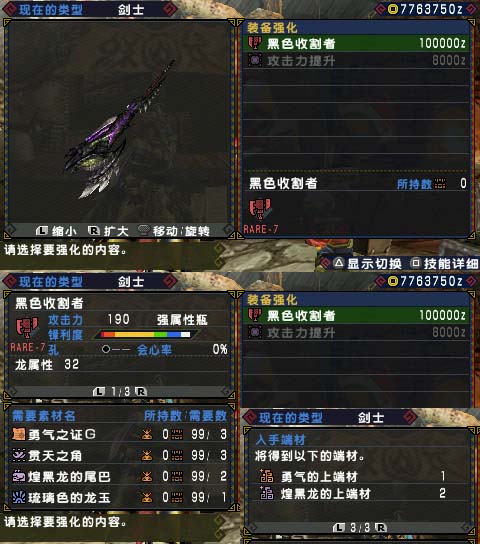 现在的类型 剑士
7763750z
装备强化
黑色收割者 100000z
攻击力提升 8000z
黑色收割者 所持数 0
RARE-7
L 缩小 R 扩大 移动/旋转
请选择要强化的内容。
△显示切换 □技能详细
现在的类型 剑士
7763750z
黑色收割者
攻击力 190 强属性瓶
锋利度
RARE-7
孔 ○-- 会心率 0%
龙属性 32
L 1/3 R
装备强化
黑色收割者 100000z
攻击力提升 8000z
需要素材名 所持数/需要数
勇气之证G 0 99/ 3
贯天之角 0 99/ 3
煌黑龙的尾巴 0 99/ 2
琉璃色的龙玉 0 99/ 1
请选择要强化的内容。
现在的类型 剑士
入手端材
将得到以下的端材。
勇气的上端材 1
煌黑龙的上端材 2
L 3/3 R